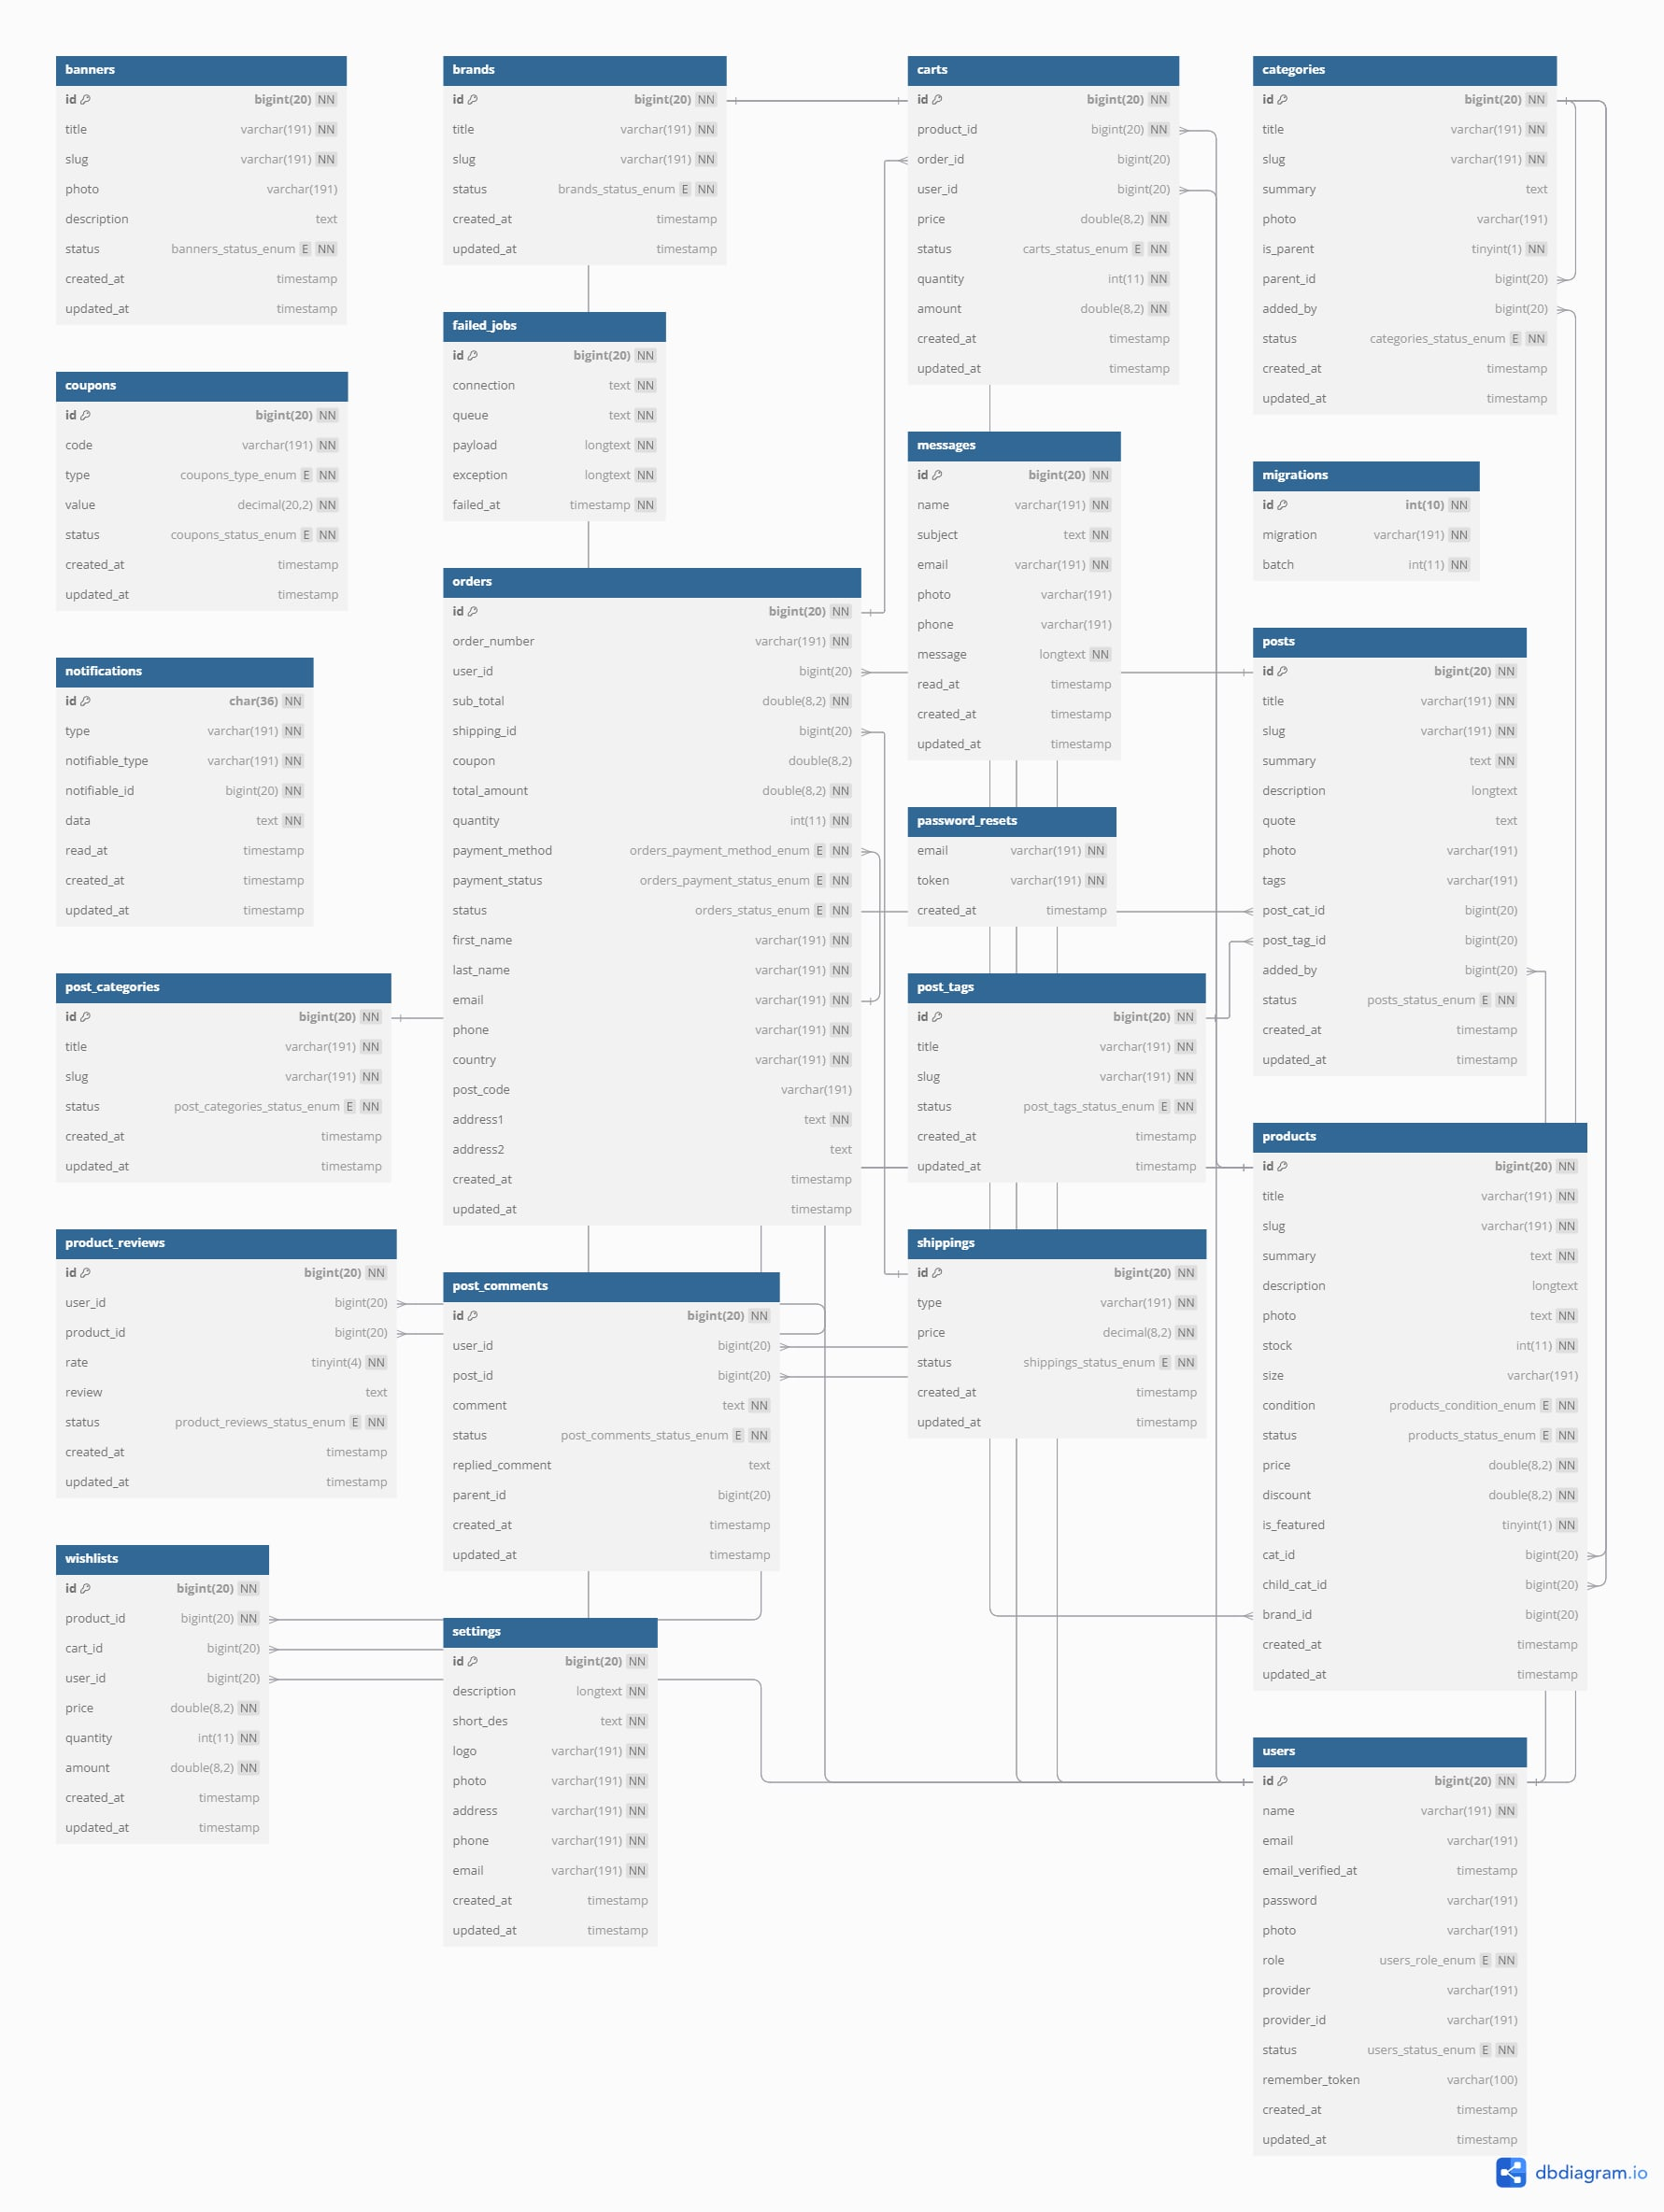 banners
id bigint(20) NN
title varchar(191) NN
slug varchar(191) NN
photo varchar(191)
description text
status banners_status_enum E NN
created_at timestamp
updated_at timestamp
coupons
id bigint(20) NN
code varchar(191) NN
type coupons_type_enum E NN
value decimal(20,2) NN
status coupons_status_enum E NN
created_at timestamp
updated_at timestamp
notifications
id char(36) NN
type varchar(191) NN
notifiable_type varchar(191) NN
notifiable_id bigint(20) NN
data text NN
read_at timestamp
created_at timestamp
updated_at timestamp
post_categories
id bigint(20) NN
title varchar(191) NN
slug varchar(191) NN
status post_categories_status_enum E NN
created_at timestamp
updated_at timestamp
product_reviews
id bigint(20) NN
user_id bigint(20)
product_id bigint(20)
rate tinyint(4) NN
review text
status product_reviews_status_enum E NN
created_at timestamp
updated_at timestamp
wishlists
id bigint(20) NN
product_id bigint(20) NN
cart_id bigint(20)
user_id bigint(20)
price double(8,2) NN
quantity int(11) NN
amount double(8,2) NN
created_at timestamp
updated_at timestamp
brands
id bigint(20) NN
title varchar(191) NN
slug varchar(191) NN
status brands_status_enum E NN
created_at timestamp
updated_at timestamp
failed_jobs
id bigint(20) NN
connection text NN
queue text NN
payload longtext NN
exception longtext NN
failed_at timestamp NN
orders
id bigint(20) NN
order_number varchar(191) NN
user_id bigint(20)
sub_total double(8,2) NN
shipping_id bigint(20)
coupon double(8,2)
total_amount double(8,2) NN
quantity int(11) NN
payment_method orders_payment_method_enum E NN
payment_status orders_payment_status_enum E NN
status orders_status_enum E NN
first_name varchar(191) NN
last_name varchar(191) NN
email varchar(191) NN
phone varchar(191) NN
country varchar(191) NN
post_code varchar(191)
address1 text NN
address2 text
created_at timestamp
updated_at timestamp
post_comments
id bigint(20) NN
user_id bigint(20)
post_id bigint(20)
comment text NN
status post_comments_status_enum E NN
replied_comment text
parent_id bigint(20)
created_at timestamp
updated_at timestamp
settings
id bigint(20) NN
description longtext NN
short_des text NN
logo varchar(191) NN
photo varchar(191) NN
address varchar(191) NN
phone varchar(191) NN
email varchar(191) NN
created_at timestamp
updated_at timestamp
carts
id bigint(20) NN
product_id bigint(20) NN
order_id bigint(20)
user_id bigint(20)
price double(8,2) NN
status carts_status_enum E NN
quantity int(11) NN
amount double(8,2) NN
created_at timestamp
updated_at timestamp
messages
id bigint(20) NN
name varchar(191) NN
subject text NN
email varchar(191) NN
photo varchar(191)
phone varchar(191)
message longtext NN
read_at timestamp
created_at timestamp
updated_at timestamp
password_resets
email varchar(191) NN
token varchar(191) NN
created_at timestamp
post_tags
id bigint(20) NN
title varchar(191) NN
slug varchar(191) NN
status post_tags_status_enum E NN
created_at timestamp
updated_at timestamp
shippings
id bigint(20) NN
type varchar(191) NN
price decimal(8,2) NN
status shippings_status_enum E NN
created_at timestamp
updated_at timestamp
categories
id bigint(20) NN
title varchar(191) NN
slug varchar(191) NN
summary text
photo varchar(191)
is_parent tinyint(1) NN
parent_id bigint(20)
added_by bigint(20)
status categories_status_enum E NN
created_at timestamp
updated_at timestamp
migrations
id int(10) NN
migration varchar(191) NN
batch int(11) NN
posts
id bigint(20) NN
title varchar(191) NN
slug varchar(191) NN
summary text NN
description longtext
quote text
photo varchar(191)
tags varchar(191)
post_cat_id bigint(20)
post_tag_id bigint(20)
added_by bigint(20)
status posts_status_enum E NN
created_at timestamp
updated_at timestamp
products
id bigint(20) NN
title varchar(191) NN
slug varchar(191) NN
summary text NN
description longtext
photo text NN
stock int(11) NN
size varchar(191)
condition products_condition_enum E NN
status products_status_enum E NN
price double(8,2) NN
discount double(8,2) NN
is_featured tinyint(1) NN
cat_id bigint(20)
child_cat_id bigint(20)
brand_id bigint(20)
created_at timestamp
updated_at timestamp
users
id bigint(20) NN
name varchar(191) NN
email varchar(191)
email_verified_at timestamp
password varchar(191)
photo varchar(191)
role users_role_enum E NN
provider varchar(191)
provider_id varchar(191)
status users_status_enum E NN
remember_token varchar(100)
created_at timestamp
updated_at timestamp
dbdiagram.io